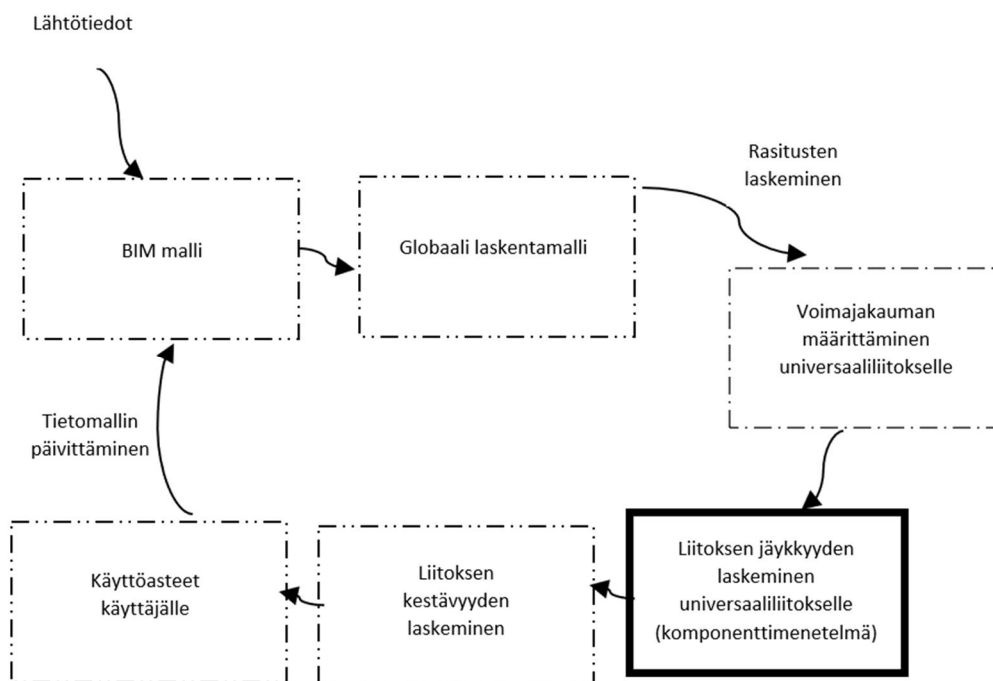 Lähtötiedot
BIM malli
Globaali laskentamalli
Rasitusten
laskeminen
Voimajakauman
määrittäminen
universaaliliitokselle
Liitoksen jäykkyyden
laskeminen
universaaliliitokselle
(komponenttimenetelmä)
Liitoksen
kestävyyden
laskeminen
Käyttöasteet
käyttäjälle
Tietomallin
päivittäminen